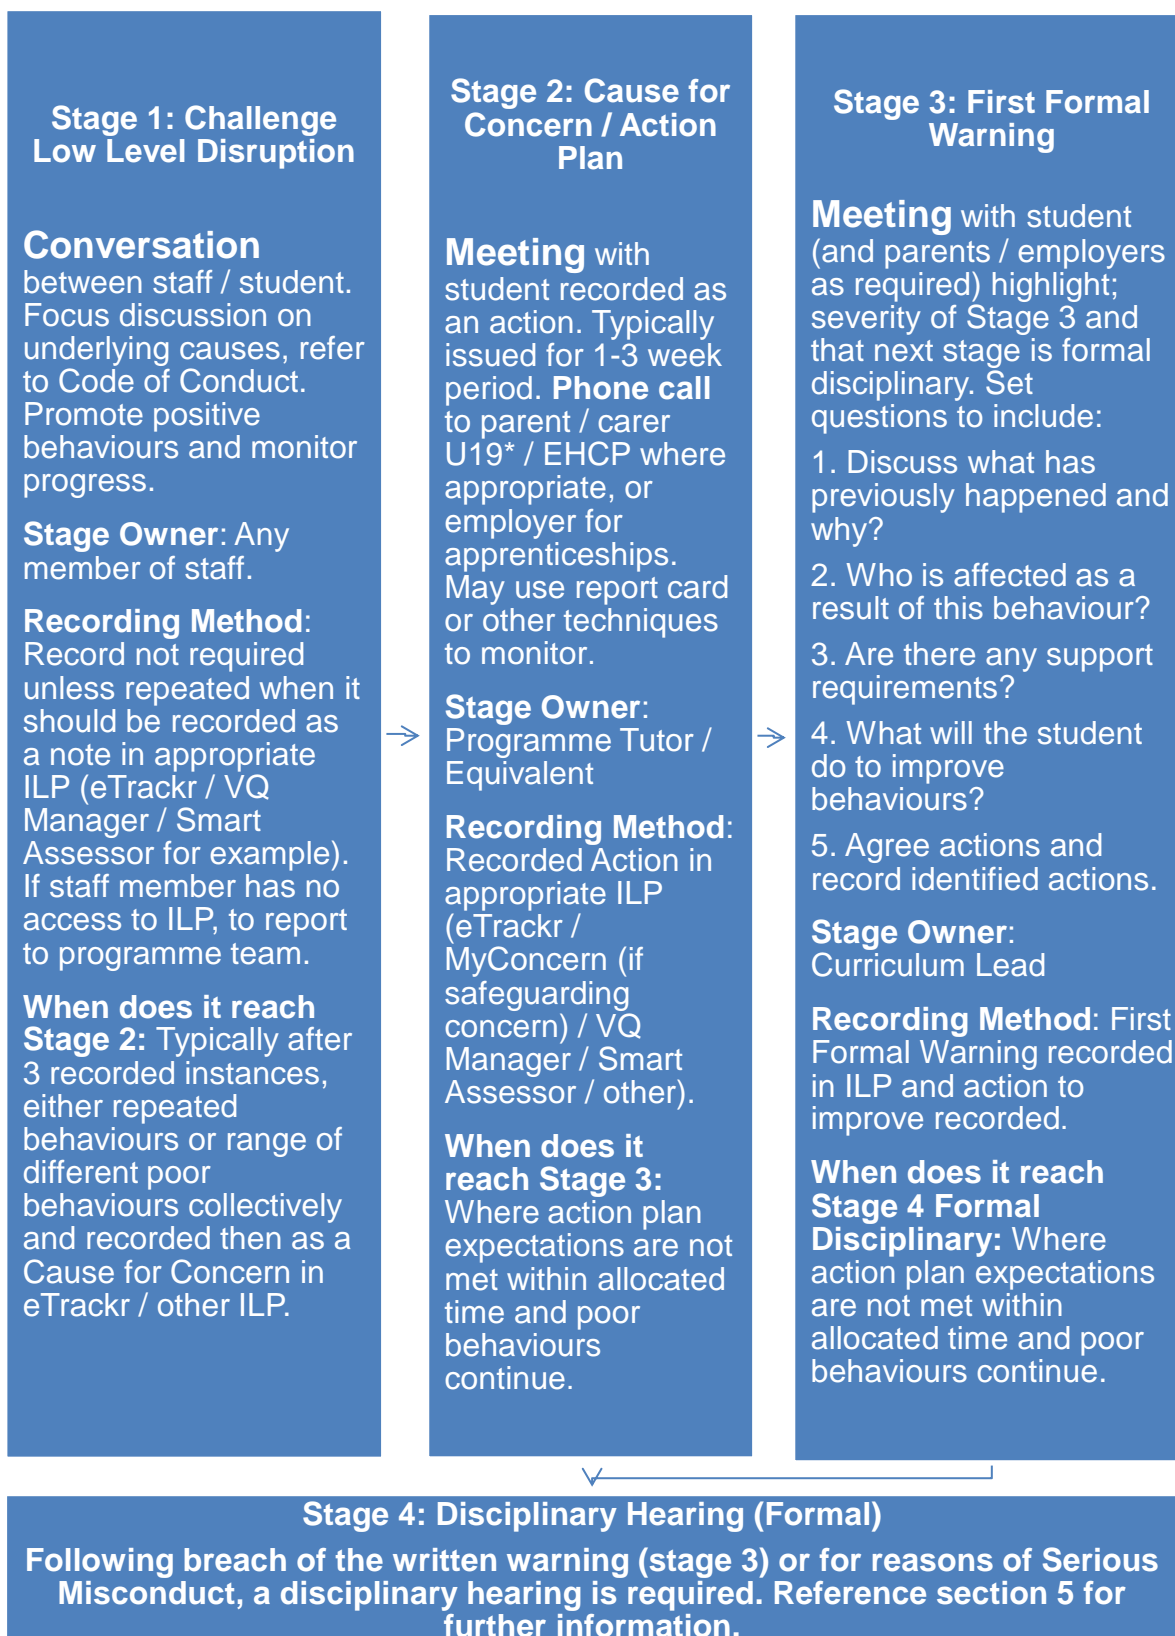 Stage 1: Challenge
Low Level Disruption
Conversation
between staff / student.
Focus discussion on
underlying causes, refer
to Code of Conduct.
Promote positive
behaviours and monitor
progress.
Stage Owner: Any
member of staff.
Recording Method:
Record not required
unless repeated when it
should be recorded as
a note in appropriate
ILP (eTrackr / VQ
Manager / Smart
Assessor for example).
If staff member has no
access to ILP, to report
to programme team.
When does it reach
Stage 2: Typically after
3 recorded instances,
either repeated
behaviours or range of
different poor
behaviours collectively
and recorded then as a
Cause for Concern in
eTrackr / other ILP.
Stage 2: Cause for
Concern / Action
Plan
Meeting with
student recorded as
an action. Typically
issued for 1-3 week
period. Phone call
to parent / carer
U19* / EHCP where
appropriate, or
employer for
apprenticeships.
May use report card
or other techniques
to monitor.
Stage Owner:
Programme Tutor /
Equivalent
Recording Method:
Recorded Action in
appropriate ILP
(eTrackr /
MyConcern (if
safeguarding
concern) / VQ
Manager / Smart
Assessor / other).
When does it
reach Stage 3:
Where action plan
expectations are not
met within allocated
time and poor
behaviours
continue.
Stage 3: First Formal
Warning
Meeting with student
(and parents / employers
as required) highlight;
severity of Stage 3 and
that next stage is formal
disciplinary. Set
questions to include:
1. Discuss what has
previously happened and
why?
2. Who is affected as a
result of this behaviour?
3. Are there any support
requirements?
4. What will the student
do to improve
behaviours?
5. Agree actions and
record identified actions.
Stage Owner:
Curriculum Lead
Recording Method: First
Formal Warning recorded
in ILP and action to
improve recorded.
When does it reach
Stage 4 Formal
Disciplinary: Where
action plan expectations
are not met within
allocated time and poor
behaviours continue.
Stage 4: Disciplinary Hearing (Formal)
Following breach of the written warning (stage 3) or for reasons of Serious
Misconduct, a disciplinary hearing is required. Reference section 5 for
further information.